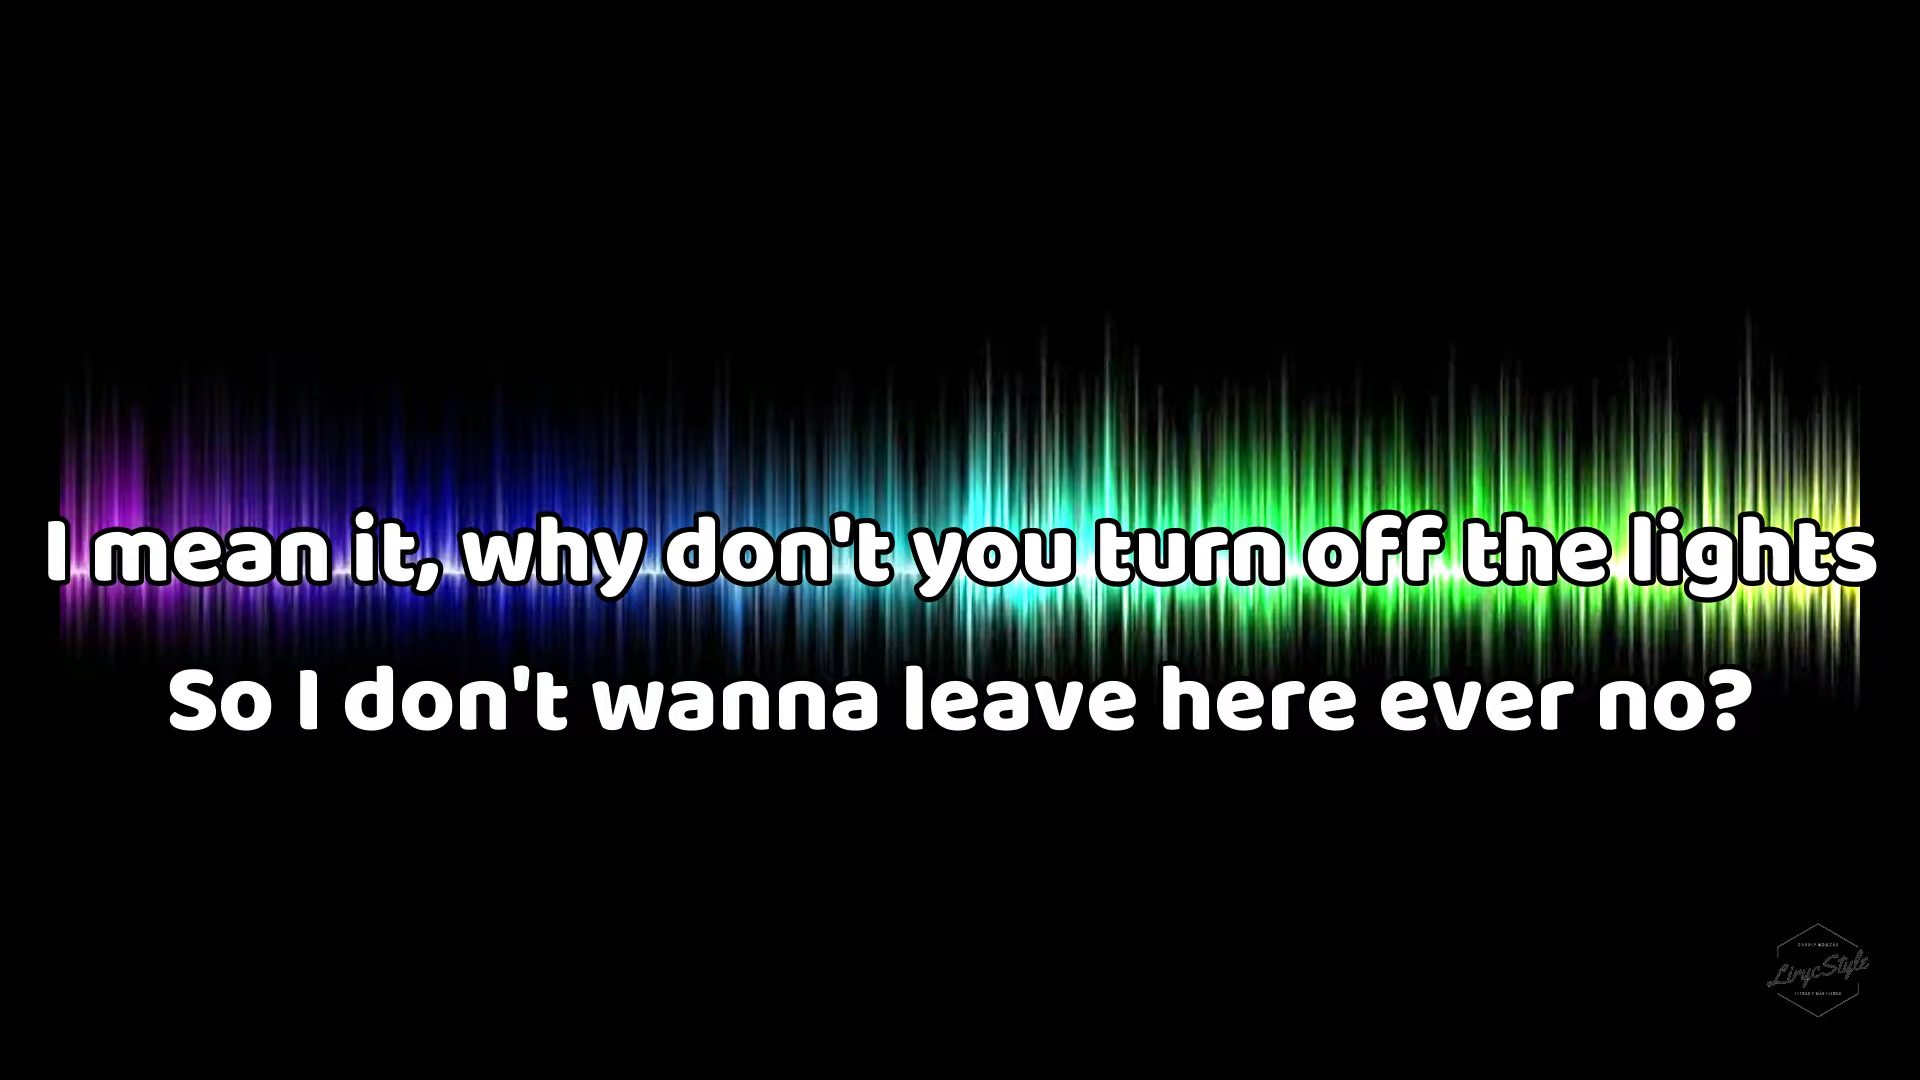 I mean it, why don't you turn off the lights
So I don't wanna leave here ever no?
LirycStyle